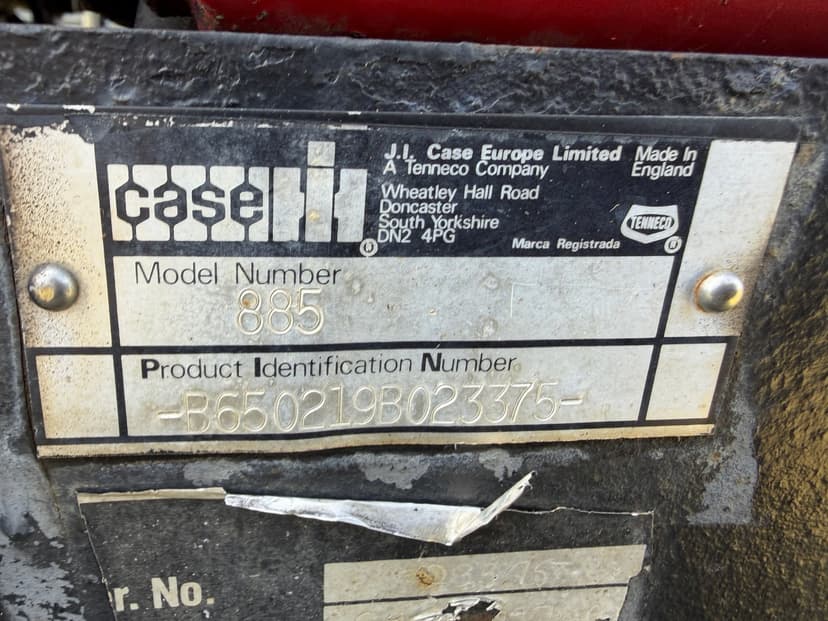 case IH
J.I. Case Europe Limited
A Tenneco Company
Made In
England
Wheatley Hall Road
Doncaster
South Yorkshire
DN2 4PG
Marca Registrada
TENNECO
Model Number
885
Product Identification Number
-B650219B023375-
r. No.